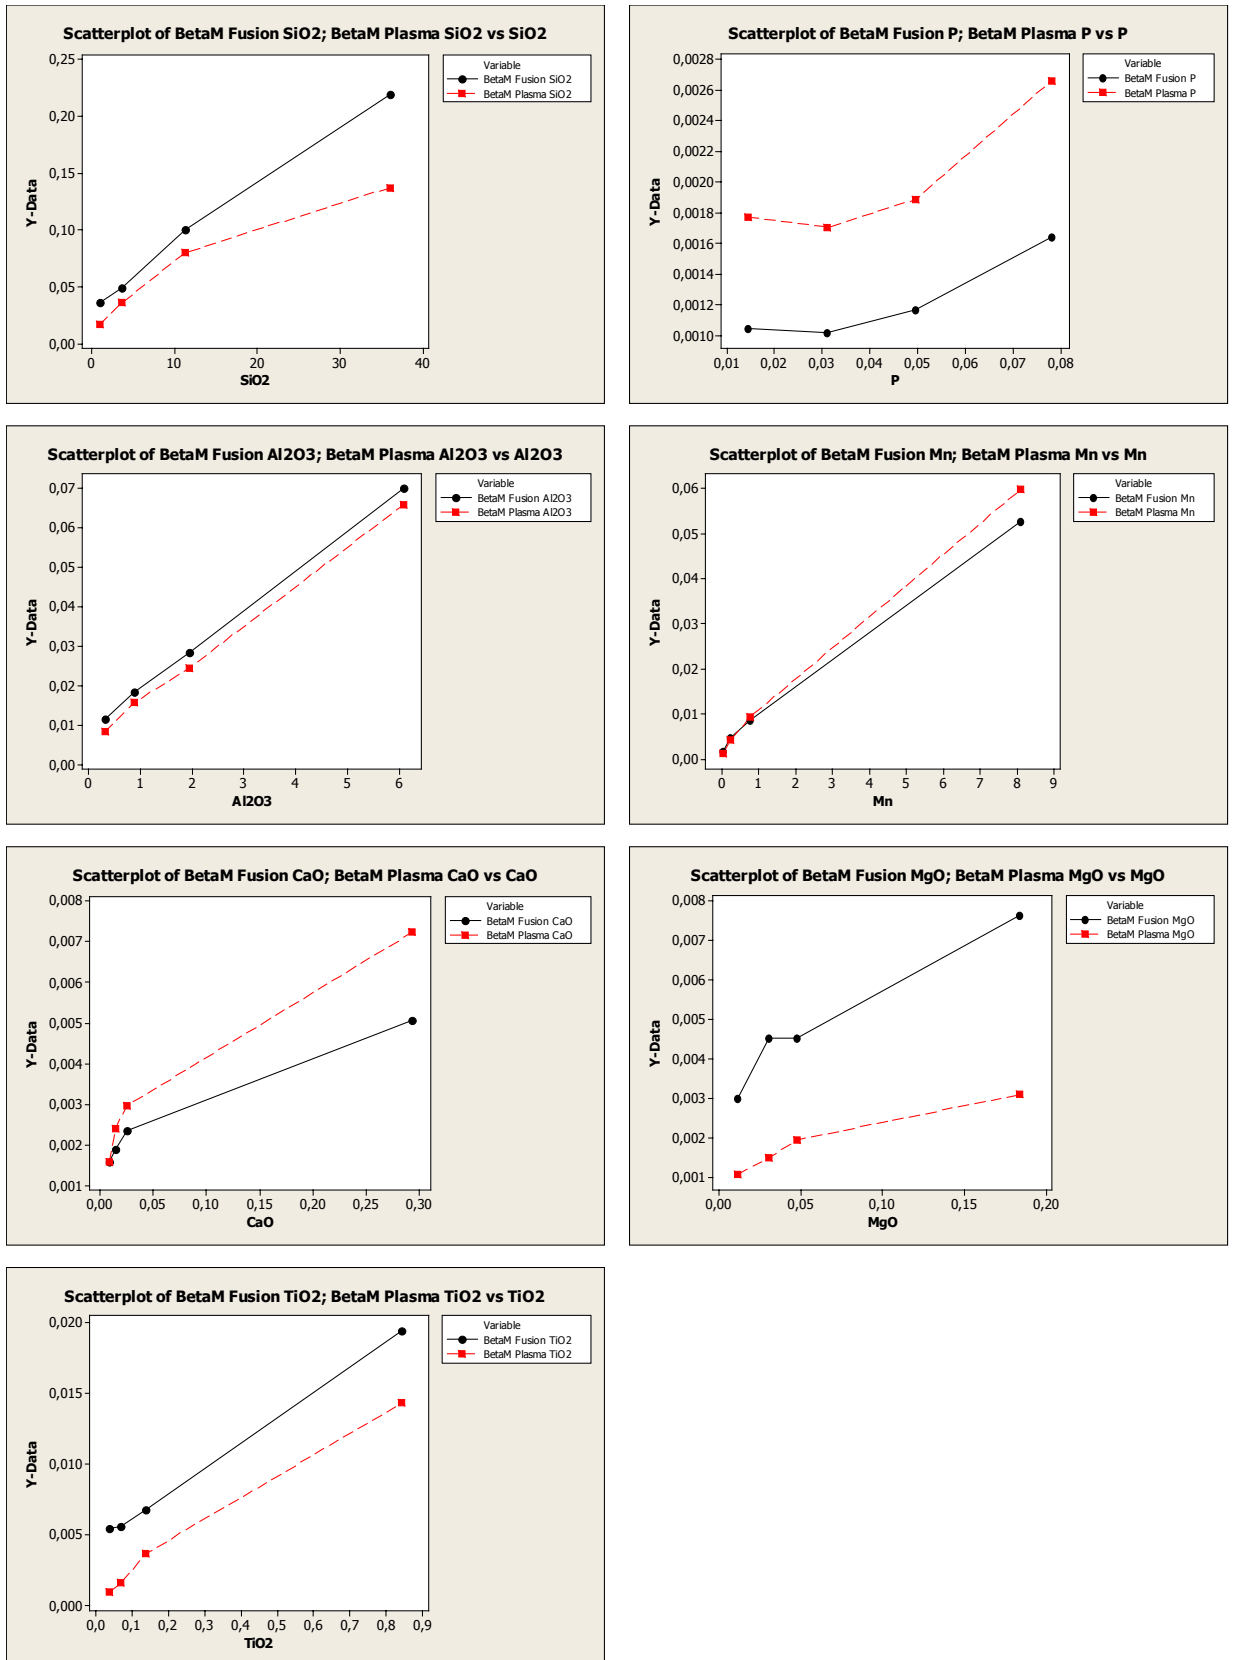 Scatterplot of BetaM Fusion SiO2; BetaM Plasma SiO2 vs SiO2
0,25
0,20
0,15
0,10
0,05
0,00
Y-Data
0 10 20 30 40
SiO2
Variable
BetaM Fusion SiO2
BetaM Plasma SiO2
Scatterplot of BetaM Fusion P; BetaM Plasma P vs P
0,0028
0,0026
0,0024
0,0022
0,0020
0,0018
0,0016
0,0014
0,0012
0,0010
Y-Data
0,01 0,02 0,03 0,04 0,05 0,06 0,07 0,08
P
Variable
BetaM Fusion P
BetaM Plasma P
Scatterplot of BetaM Fusion Al2O3; BetaM Plasma Al2O3 vs Al2O3
0,07
0,06
0,05
0,04
0,03
0,02
0,01
0,00
Y-Data
0 1 2 3 4 5 6
Al2O3
Variable
BetaM Fusion Al2O3
BetaM Plasma Al2O3
Scatterplot of BetaM Fusion Mn; BetaM Plasma Mn vs Mn
0,06
0,05
0,04
0,03
0,02
0,01
0,00
Y-Data
0 1 2 3 4 5 6 7 8 9
Mn
Variable
BetaM Fusion Mn
BetaM Plasma Mn
Scatterplot of BetaM Fusion CaO; BetaM Plasma CaO vs CaO
0,008
0,007
0,006
0,005
0,004
0,003
0,002
0,001
Y-Data
0,00 0,05 0,10 0,15 0,20 0,25 0,30
CaO
Variable
BetaM Fusion CaO
BetaM Plasma CaO
Scatterplot of BetaM Fusion MgO; BetaM Plasma MgO vs MgO
0,008
0,007
0,006
0,005
0,004
0,003
0,002
0,001
Y-Data
0,00 0,05 0,10 0,15 0,20
MgO
Variable
BetaM Fusion MgO
BetaM Plasma MgO
Scatterplot of BetaM Fusion TiO2; BetaM Plasma TiO2 vs TiO2
0,020
0,015
0,010
0,005
0,000
Y-Data
0,0 0,1 0,2 0,3 0,4 0,5 0,6 0,7 0,8 0,9
TiO2
Variable
BetaM Fusion TiO2
BetaM Plasma TiO2